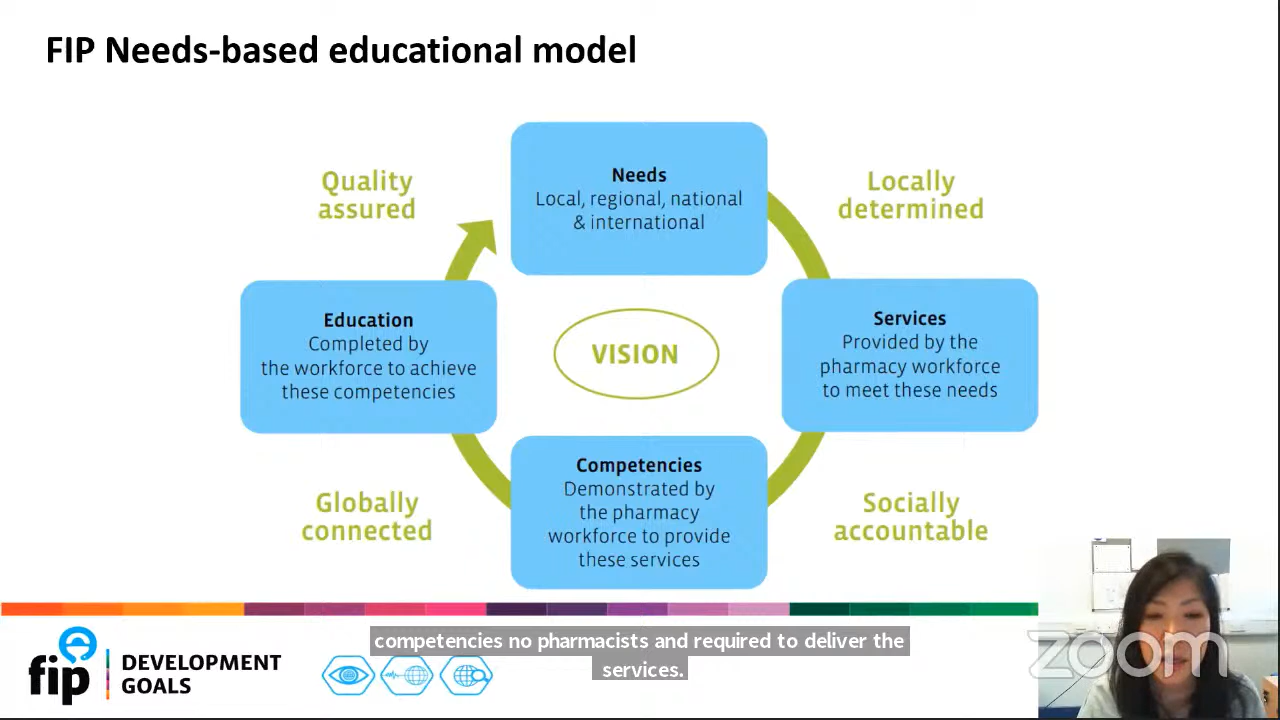 FIP Needs-based educational model
Quality
assured
Needs
Local, regional, national
& international
Locally
determined
Education
Completed by
the workforce to achieve
these competencies
VISION
Services
Provided by the
pharmacy workforce
to meet these needs
Globally
connected
Competencies
Demonstrated by
the pharmacy
workforce to provide
these services
Socially
accountable
fip
DEVELOPMENT
GOALS
competencies no pharmacists and required to deliver the
services.
zoom